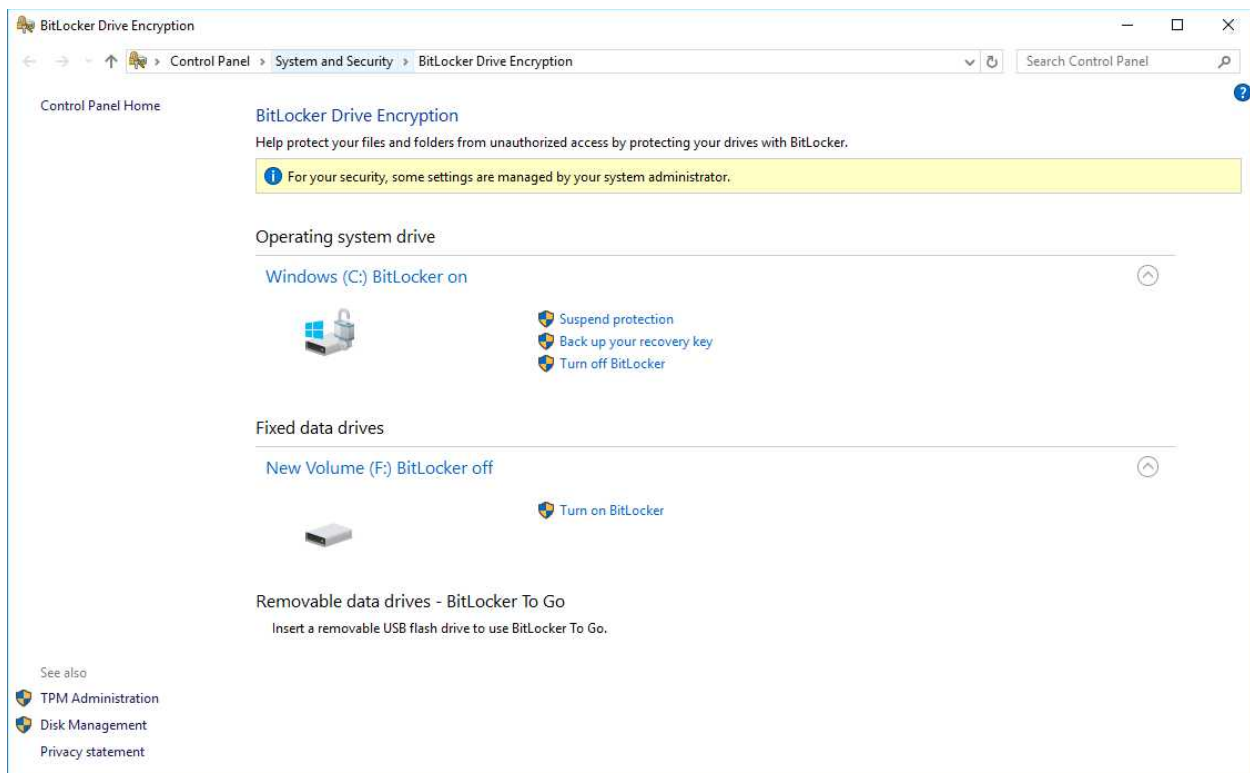 BitLocker Drive Encryption
Control Panel > System and Security > BitLocker Drive Encryption
Search Control Panel
Control Panel Home
BitLocker Drive Encryption
Help protect your files and folders from unauthorized access by protecting your drives with BitLocker.
For your security, some settings are managed by your system administrator.
Operating system drive
Windows (C:) BitLocker on
Suspend protection
Back up your recovery key
Turn off BitLocker
Fixed data drives
New Volume (F:) BitLocker off
Turn on BitLocker
Removable data drives - BitLocker To Go
Insert a removable USB flash drive to use BitLocker To Go.
See also
TPM Administration
Disk Management
Privacy statement